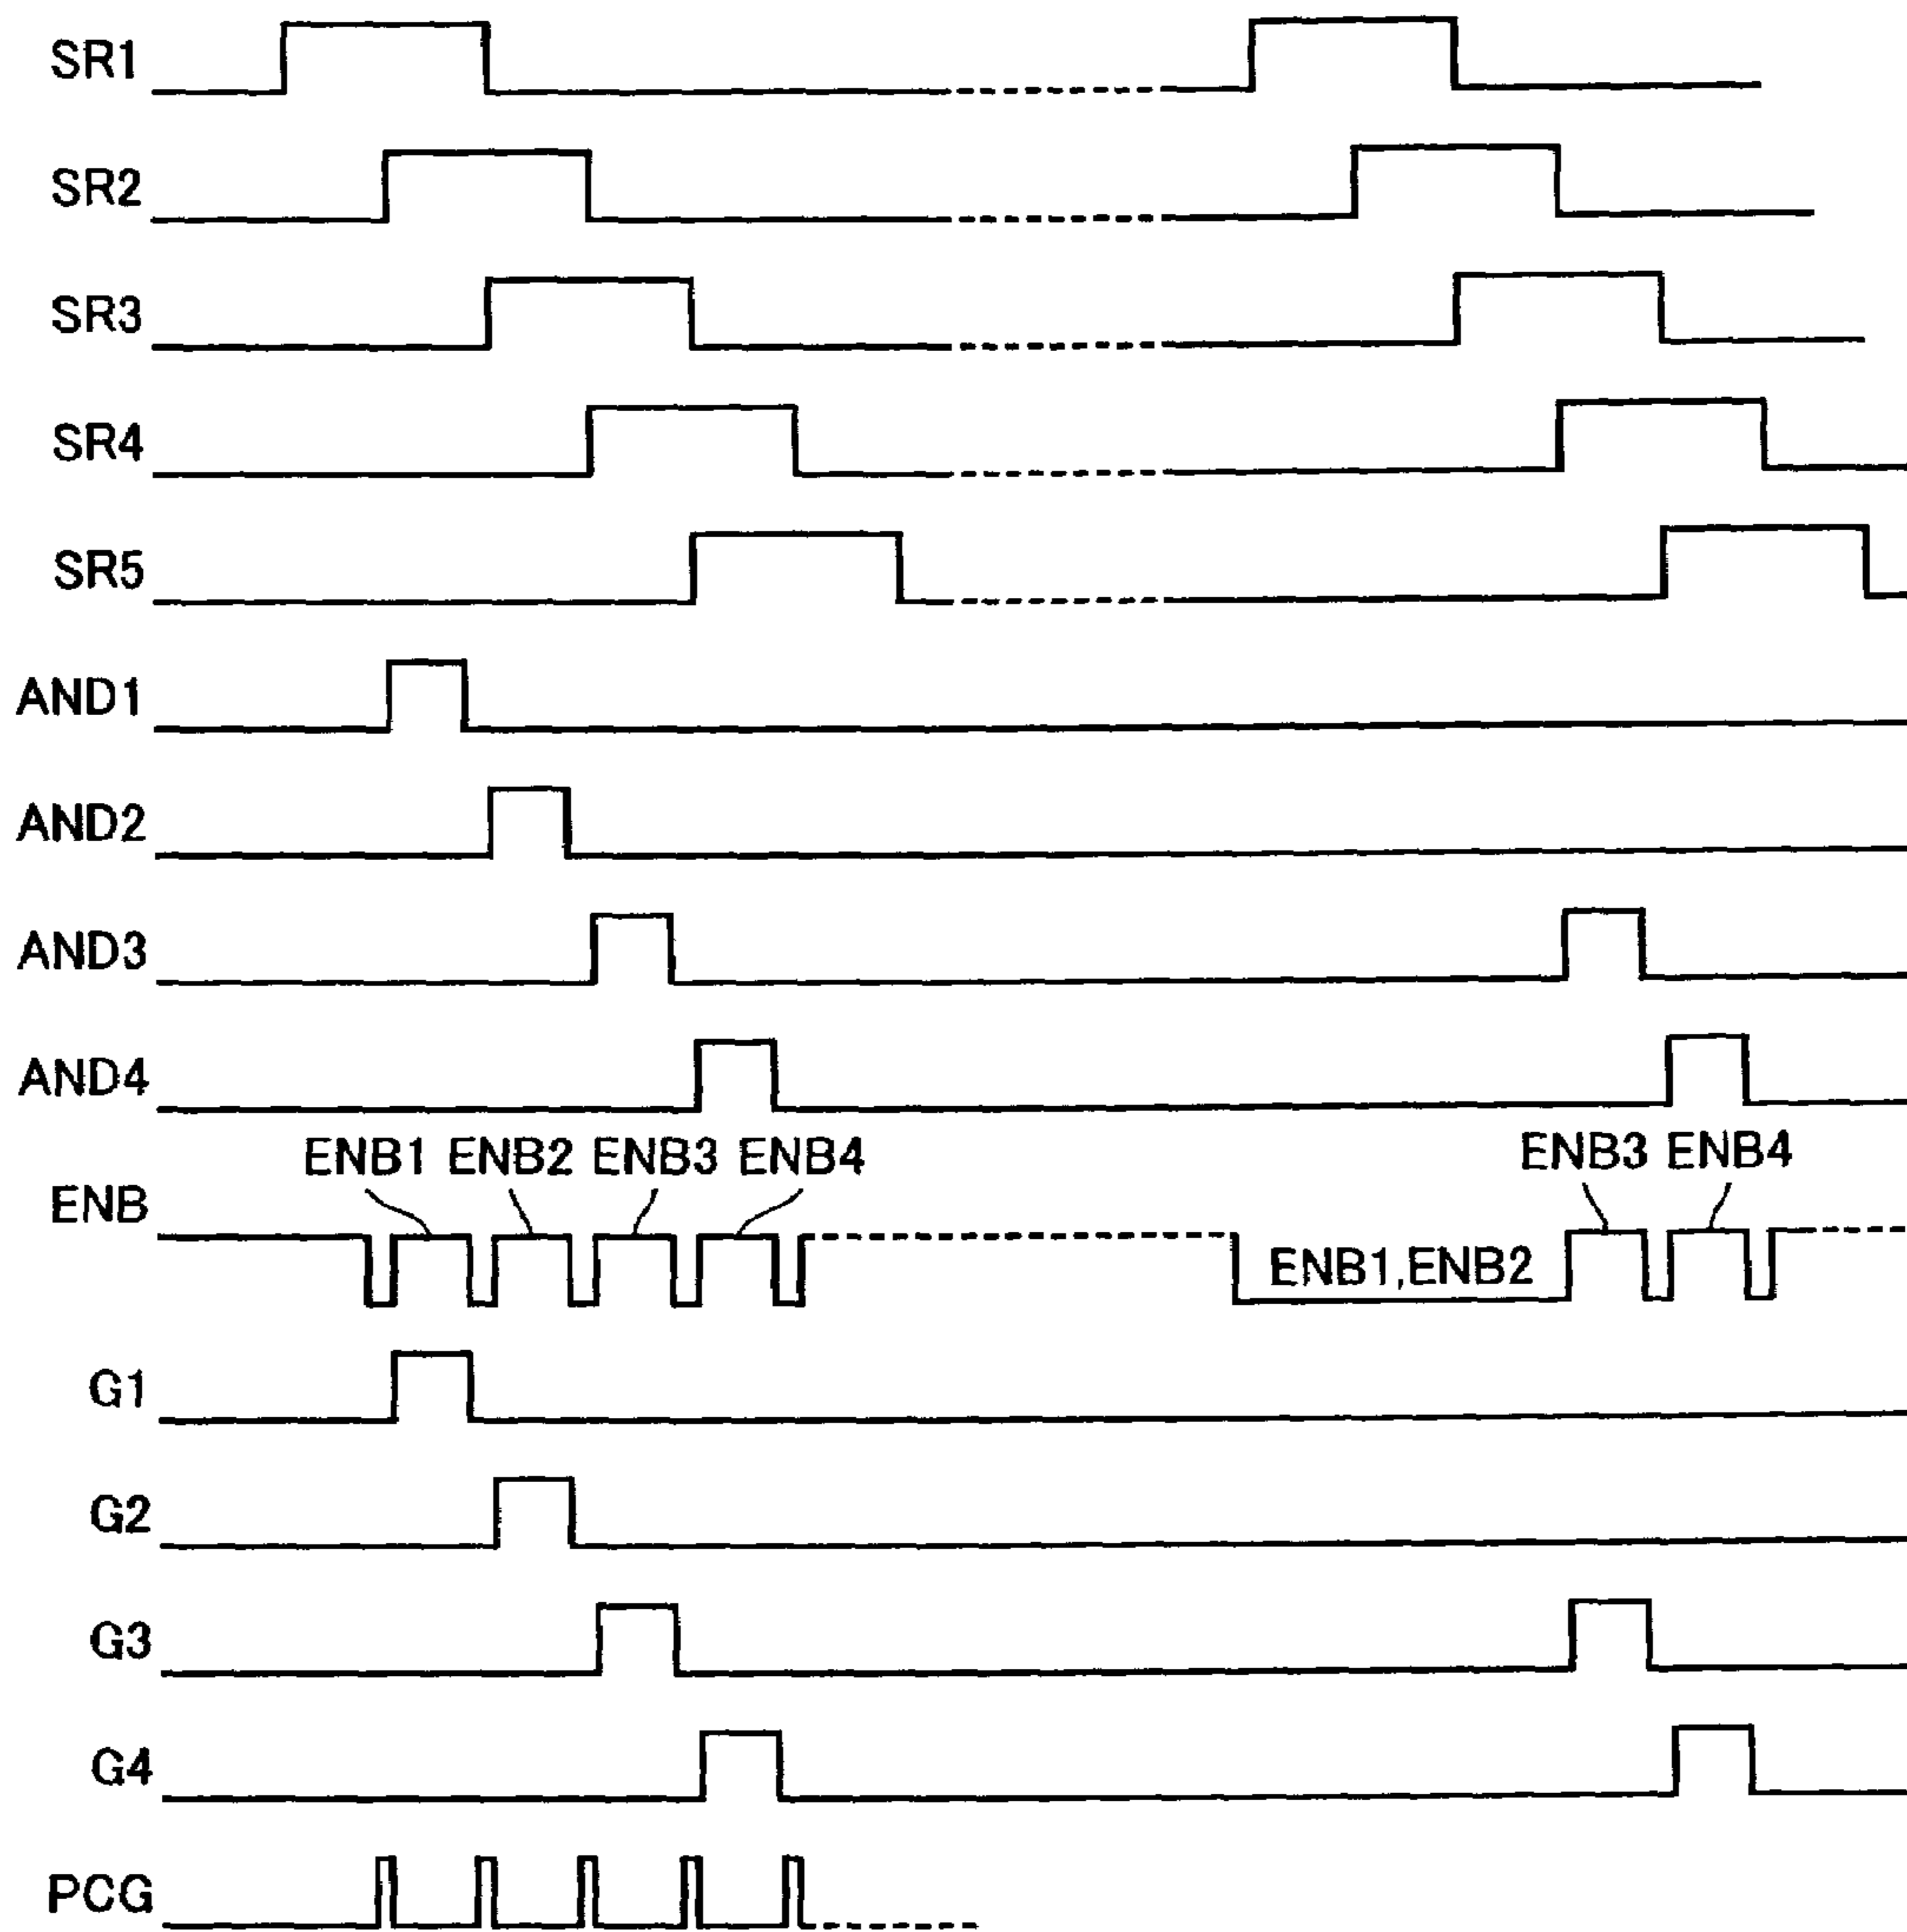 SR1
SR2
SR3
SR4
SR5
AND1
AND2
AND3
AND4
ENB1 ENB2 ENB3 ENB4 ENB3 ENB4
ENB
ENB1,ENB2
G1
G2
G3
G4
PCG